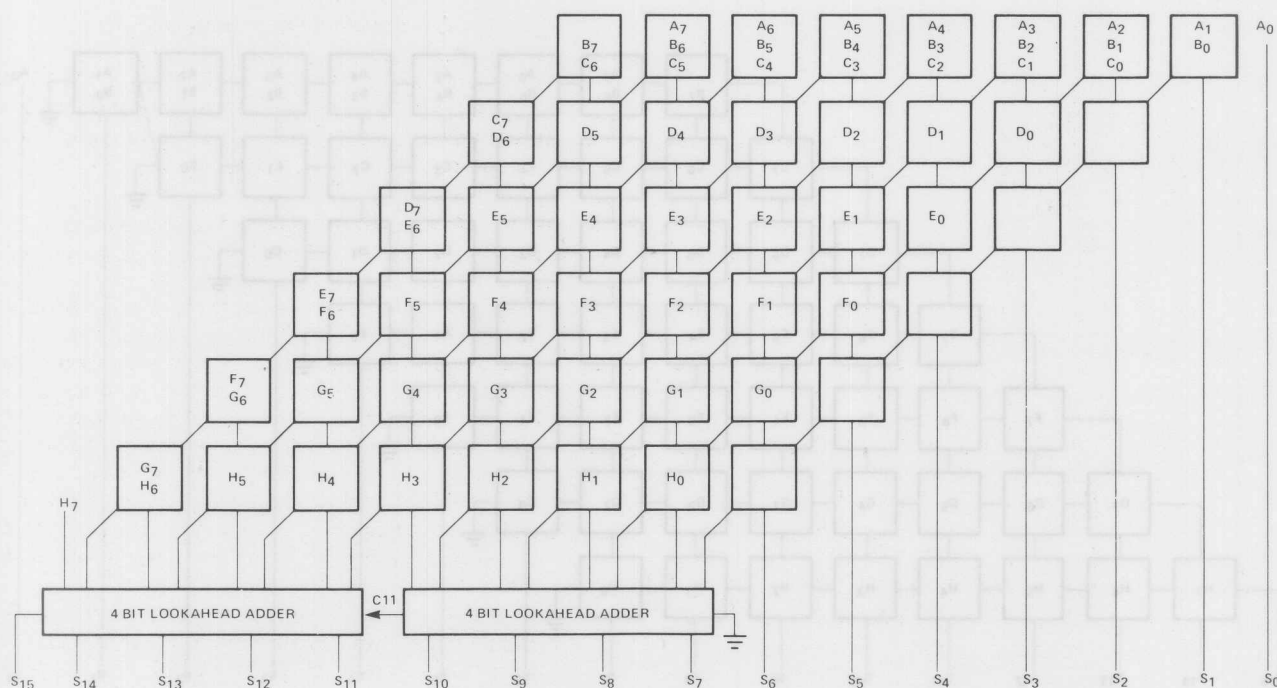 A7 A6 A5 A4 A3 A2 A1 A0
B7 B6 B5 B4 B3 B2 B1 B0
C6 C5 C4 C3 C2 C1 C0
C7 D5 D4 D3 D2 D1 D0
D6
D7 E5 E4 E3 E2 E1 E0
E6
E7 F5 F4 F3 F2 F1 F0
F6
F7 G5 G4 G3 G2 G1 G0
G6
G7 H5 H4 H3 H2 H1 H0
H6
H7
C11
4 BIT LOOKAHEAD ADDER 4 BIT LOOKAHEAD ADDER
S15 S14 S13 S12 S11 S10 S9 S8 S7 S6 S5 S4 S3 S2 S1 S0